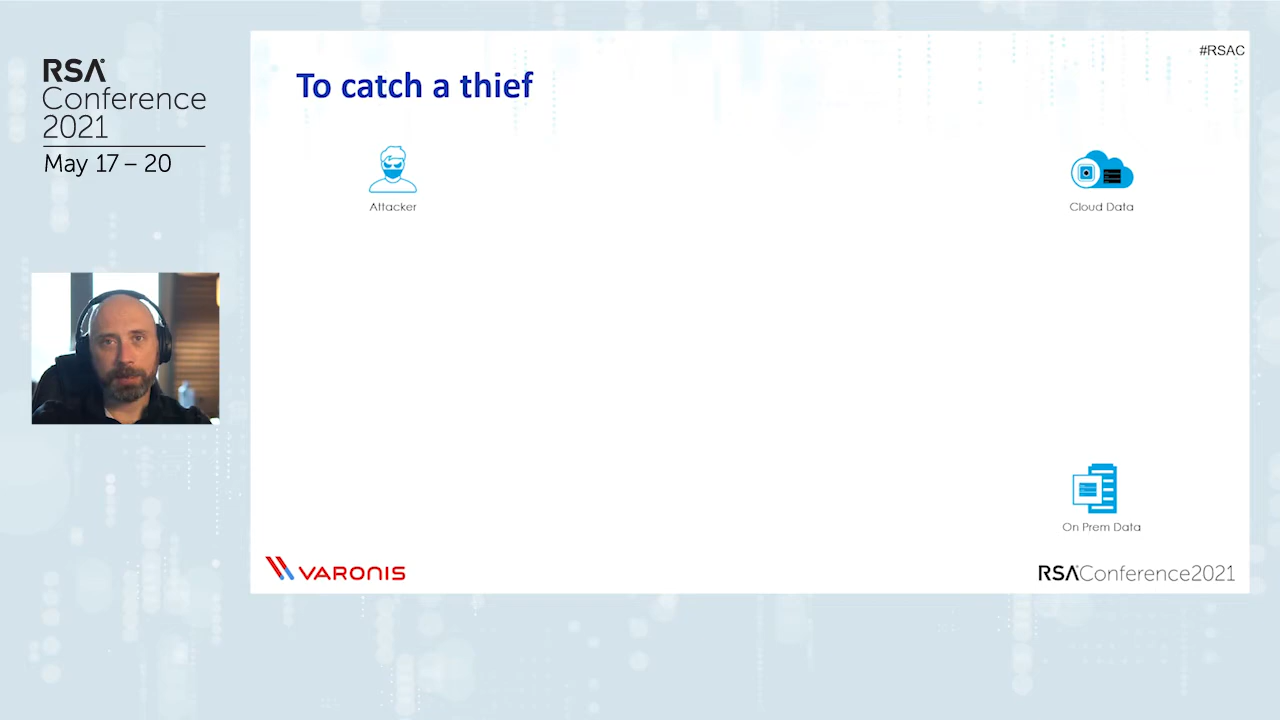 RSA
Conference
2021
May 17 – 20
#RSAC
To catch a thief
Attacker
Cloud Data
On Prem Data
VARONIS
RSAConference2021